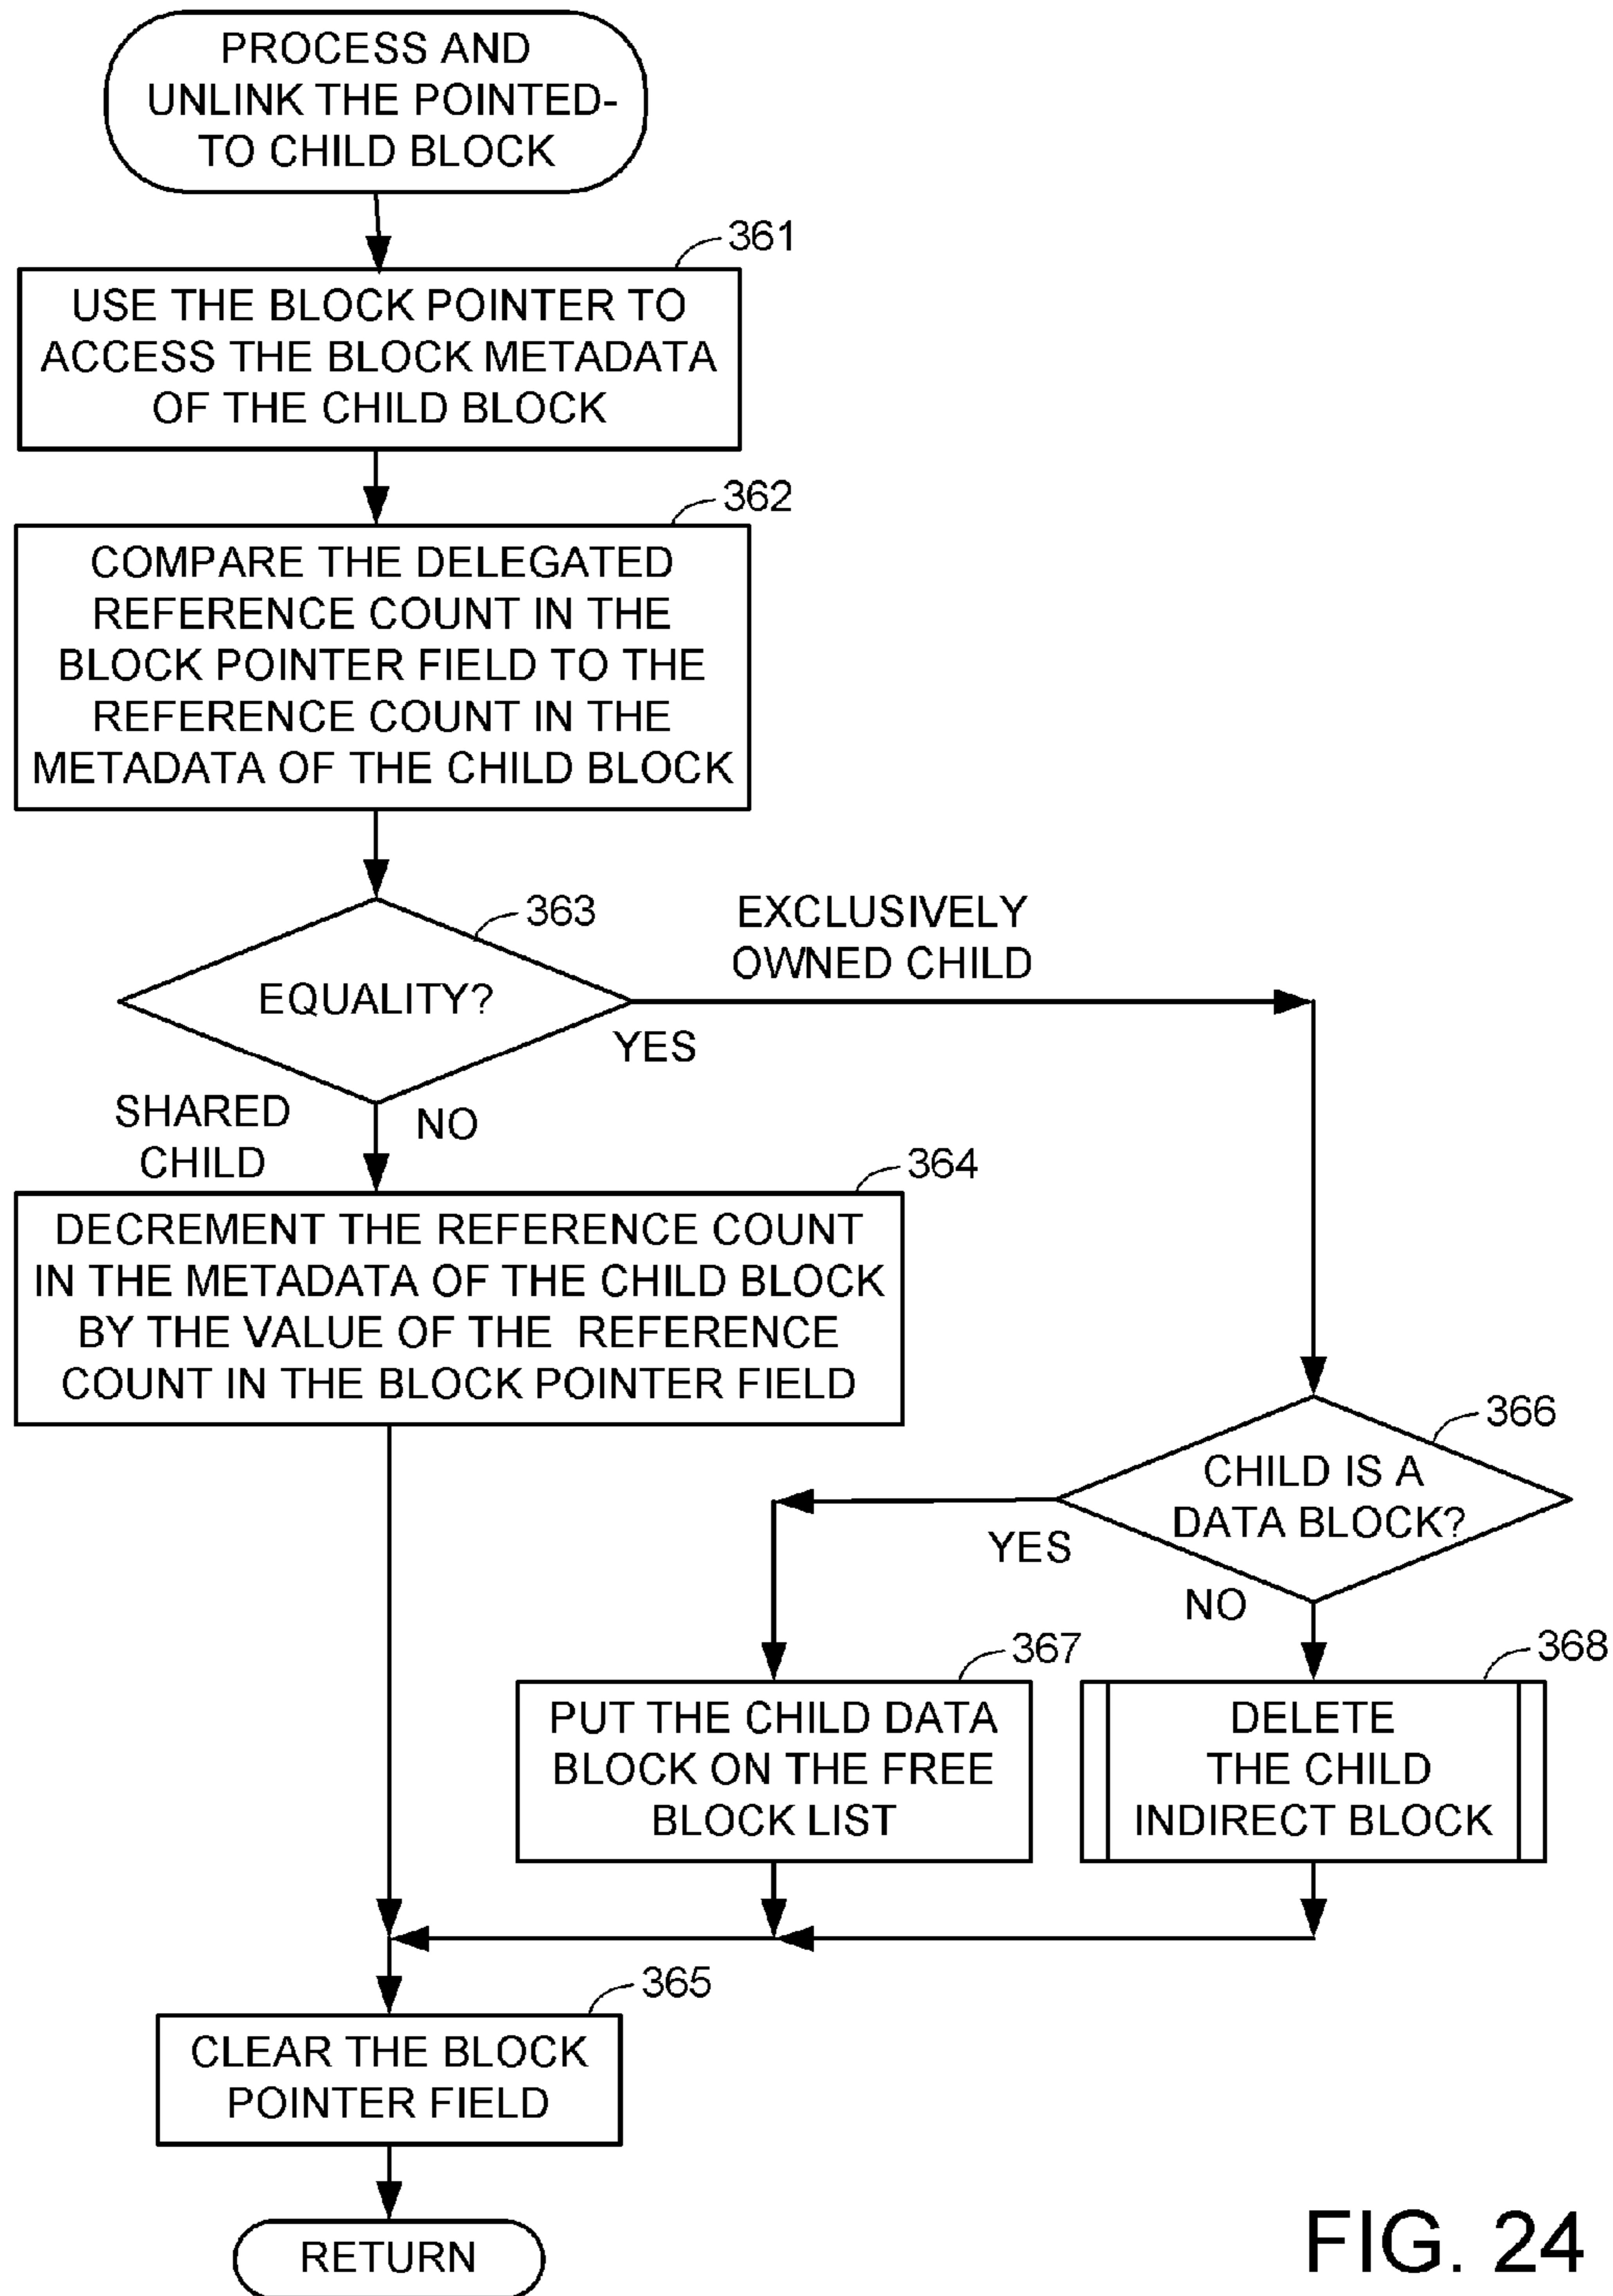 PROCESS AND
UNLINK THE POINTED-
TO CHILD BLOCK
361
USE THE BLOCK POINTER TO
ACCESS THE BLOCK METADATA
OF THE CHILD BLOCK
362
COMPARE THE DELEGATED
REFERENCE COUNT IN THE
BLOCK POINTER FIELD TO THE
REFERENCE COUNT IN THE
METADATA OF THE CHILD BLOCK
363
EQUALITY?
EXCLUSIVELY
OWNED CHILD
YES
SHARED
CHILD
NO
364
DECREMENT THE REFERENCE COUNT
IN THE METADATA OF THE CHILD BLOCK
BY THE VALUE OF THE REFERENCE
COUNT IN THE BLOCK POINTER FIELD
366
CHILD IS A
DATA BLOCK?
YES
NO
367
PUT THE CHILD DATA
BLOCK ON THE FREE
BLOCK LIST
368
DELETE
THE CHILD
INDIRECT BLOCK
365
CLEAR THE BLOCK
POINTER FIELD
RETURN
FIG. 24